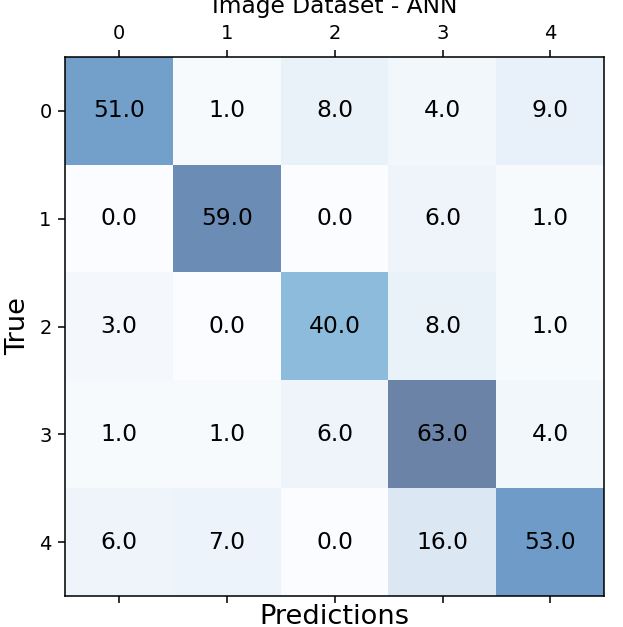 Image Dataset - ANN
0 1 2 3 4
0 51.0 1.0 8.0 4.0 9.0
1 0.0 59.0 0.0 6.0 1.0
2 3.0 0.0 40.0 8.0 1.0
3 1.0 1.0 6.0 63.0 4.0
4 6.0 7.0 0.0 16.0 53.0
True
Predictions